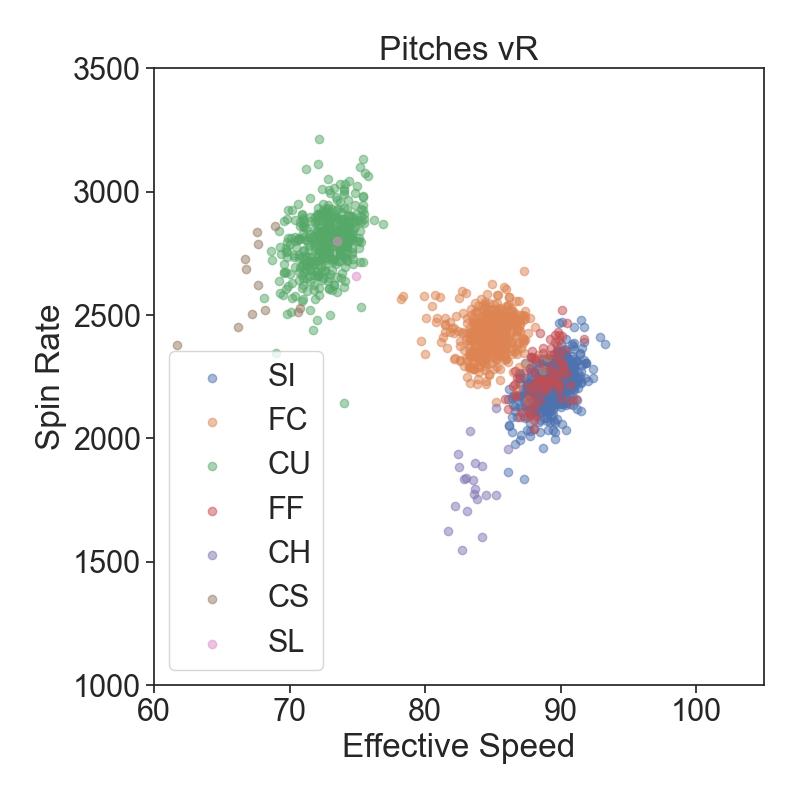 Pitches vR
3500
3000
2500
2000
1500
1000
Spin Rate
SI
FC
CU
FF
CH
CS
SL
60 70 80 90 100
Effective Speed